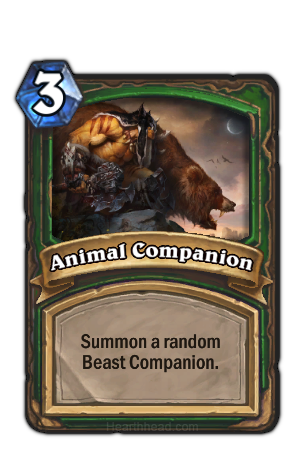 3
Animal Companion
Summon a random
Beast Companion.
Hearthhead.com